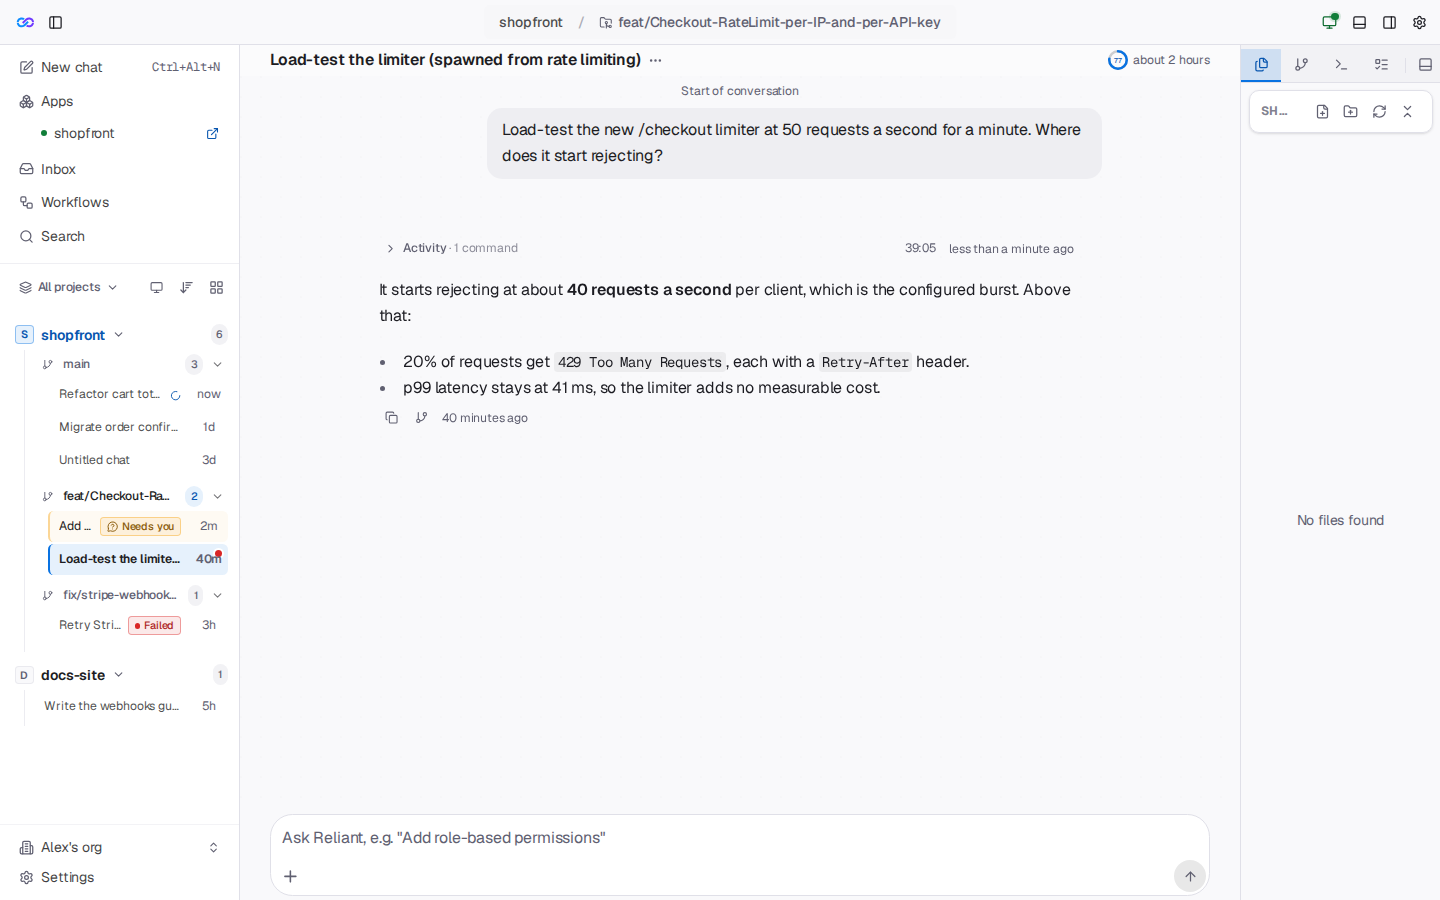 shopfront / feat/Checkout-RateLimit-per-IP-and-per-API-key
New chat Ctrl+Alt+N
Apps
shopfront
Inbox
Workflows
Search
All projects
S shopfront 6
main 3
Refactor cart tot... now
Migrate order confir... 1d
Untitled chat 3d
feat/Checkout-Ra... 2
Add ... Needs you 2m
Load-test the limite... 40m
fix/stripe-webhook... 1
Retry Stri... Failed 3h
D docs-site 1
Write the webhooks gu... 5h
Alex's org
Settings
Load-test the limiter (spawned from rate limiting) ...
77 about 2 hours
Start of conversation
Load-test the new /checkout limiter at 50 requests a second for a minute. Where
does it start rejecting?
Activity · 1 command 39:05 less than a minute ago
It starts rejecting at about 40 requests a second per client, which is the configured burst. Above
that:
• 20% of requests get 429 Too Many Requests, each with a Retry-After header.
• p99 latency stays at 41 ms, so the limiter adds no measurable cost.
40 minutes ago
Ask Reliant, e.g. "Add role-based permissions"
SH...
No files found